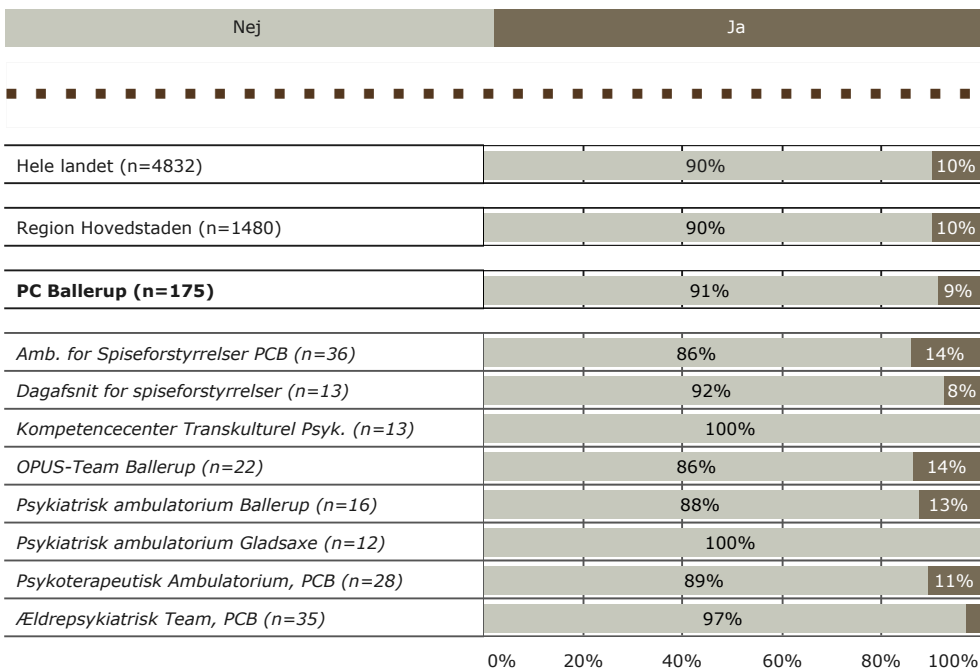 Nej Ja
Hele landet (n=4832) 90% 10%
Region Hovedstaden (n=1480) 90% 10%
PC Ballerup (n=175) 91% 9%
Amb. for Spiseforstyrrelser PCB (n=36) 86% 14%
Dagafsnit for spiseforstyrrelser (n=13) 92% 8%
Kompetencecenter Transkulturel Psyk. (n=13) 100%
OPUS-Team Ballerup (n=22) 86% 14%
Psykiatrisk ambulatorium Ballerup (n=16) 88% 13%
Psykiatrisk ambulatorium Gladsaxe (n=12) 100%
Psykoterapeutisk Ambulatorium, PCB (n=28) 89% 11%
Ældrepsykiatrisk Team, PCB (n=35) 97%
0% 20% 40% 60% 80% 100%